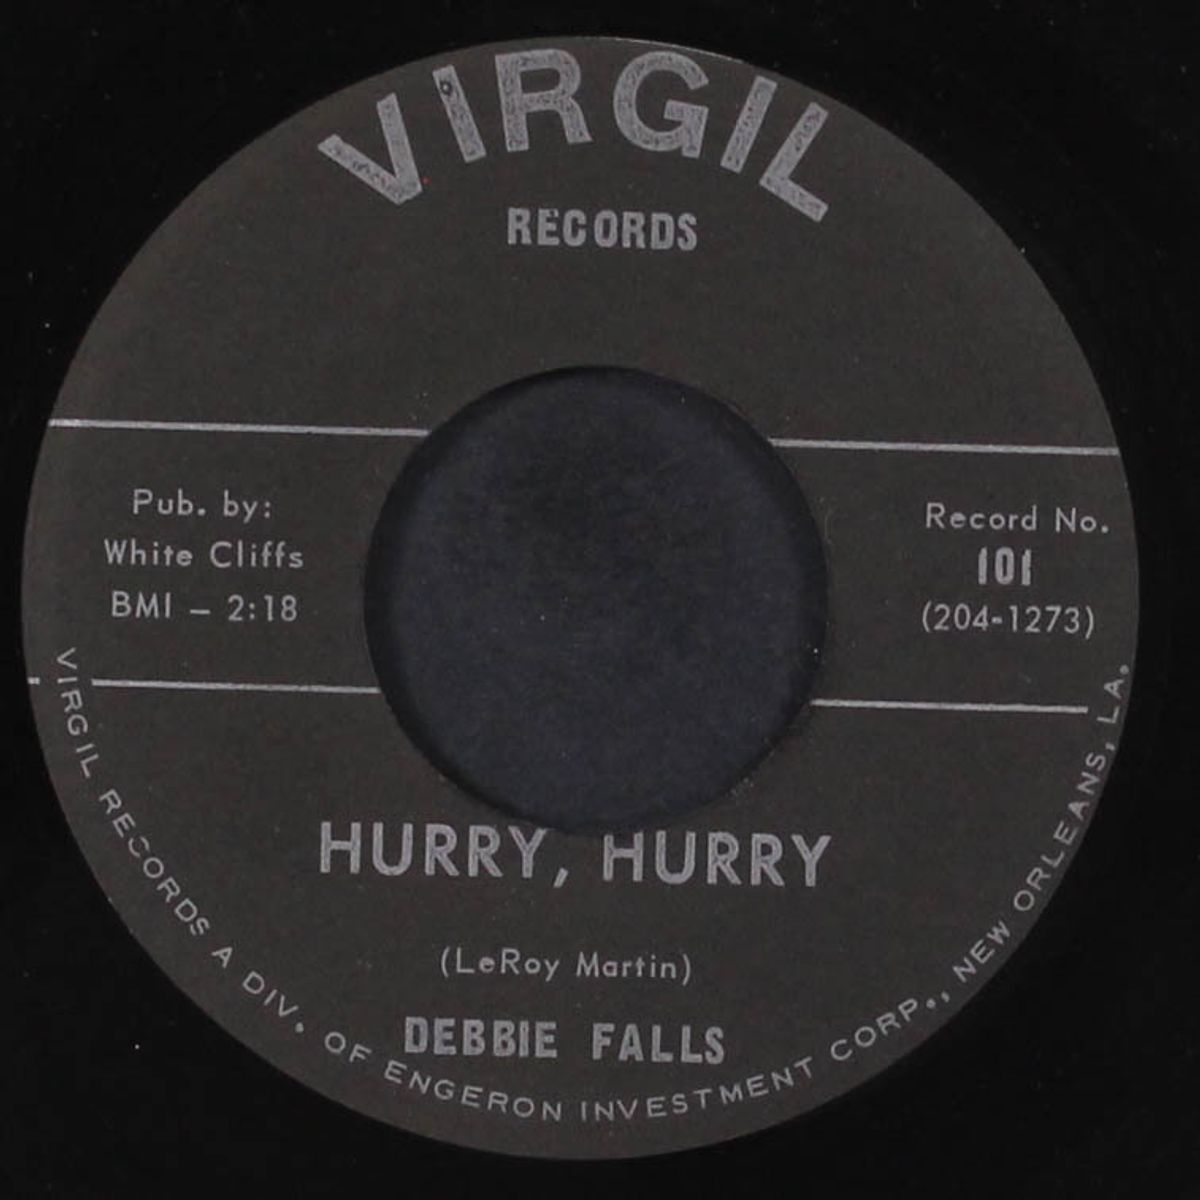 VIRGIL
RECORDS
Pub. by:
White Cliffs
BMI – 2:18
Record No.
101
(204-1273)
HURRY, HURRY
(LeRoy Martin)
DEBBIE FALLS
VIRGIL RECORDS A DIV. OF ENGERON INVESTMENT CORP., NEW ORLEANS, LA.